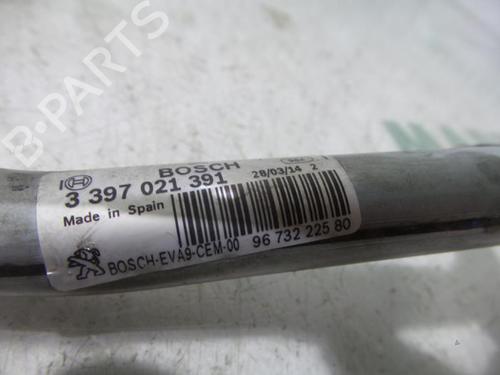 B-PARTS
BOSCH
3 397 021 391
28/03/14 2
Made in Spain
BOSCH-EVA9-CEM-00
96 732 225 80